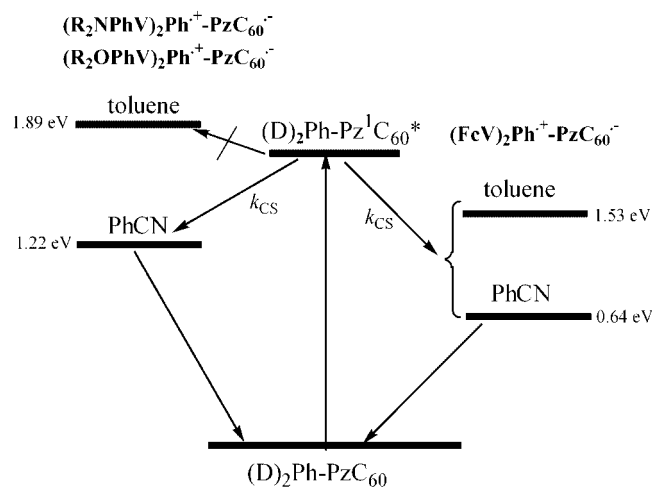 (R₂NPhV)₂Ph·⁺-PzC₆₀·⁻
(R₂OPhV)₂Ph·⁺-PzC₆₀·⁻
toluene
1.89 eV
(D)₂Ph-Pz¹C₆₀*
(FcV)₂Ph·⁺-PzC₆₀·⁻
toluene
kCS
kCS
1.53 eV
PhCN
1.22 eV
PhCN
0.64 eV
(D)₂Ph-PzC₆₀